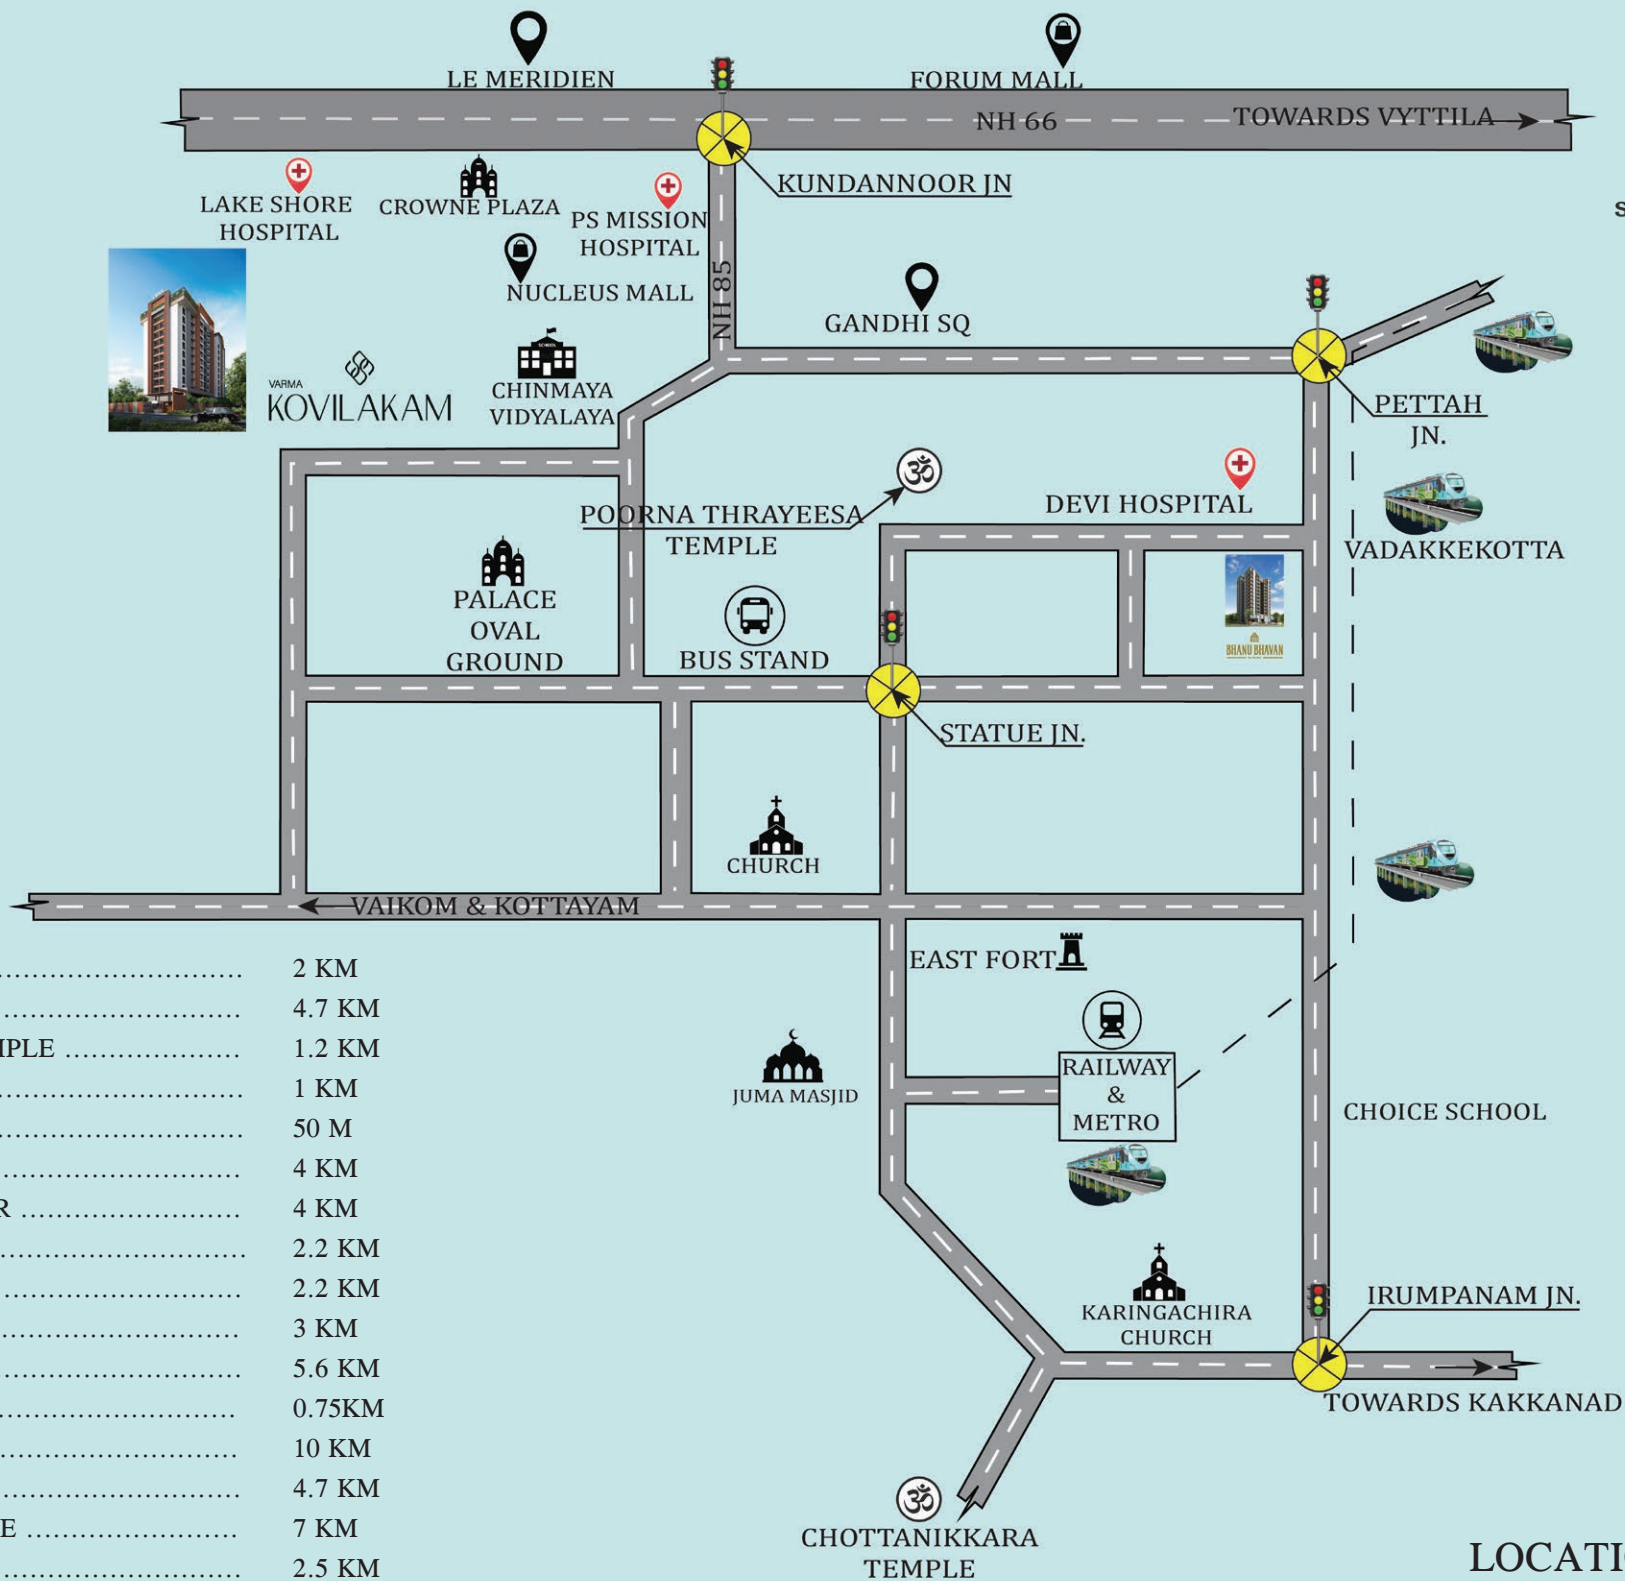 LE MERIDIEN
FORUM MALL
NH 66
TOWARDS VYTTILA
KUNDANNOOR JN
LAKE SHORE
HOSPITAL
CROWNE PLAZA
PS MISSION
HOSPITAL
NUCLEUS MALL
NH 85
GANDHI SQ
VARMA
KOVILAKAM
SCHOOL
CHINMAYA
VIDYALAYA
PETTAH
JN.
POORNA THRAYEESA
TEMPLE
ॐ
DEVI HOSPITAL
VADAKKEKOTTA
PALACE
OVAL
GROUND
BUS STAND
BHANU BHAVAN
STATUE JN.
CHURCH
VAIKOM & KOTTAYAM
EAST FORT
JUMA MASJID
RAILWAY
&
METRO
CHOICE SCHOOL
KARINGACHIRA
CHURCH
IRUMPANAM JN.
TOWARDS KAKKANAD
ॐ
CHOTTANIKKARA
TEMPLE
........................... 2 KM
........................... 4.7 KM
MPLE .................... 1.2 KM
........................... 1 KM
........................... 50 M
........................... 4 KM
R ......................... 4 KM
........................... 2.2 KM
........................... 2.2 KM
........................... 3 KM
........................... 5.6 KM
........................... 0.75KM
........................... 10 KM
........................... 4.7 KM
E ........................ 7 KM
........................... 2.5 KM
S
LOCATI